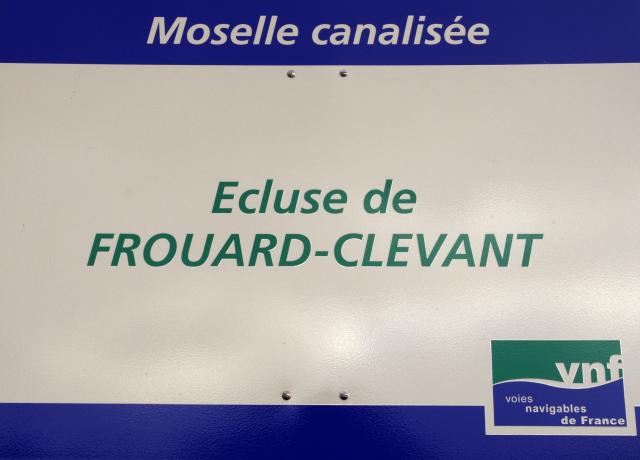 Moselle canalisée
Ecluse de
FROUARD-CLEVANT
vnf
voies
navigables
de France